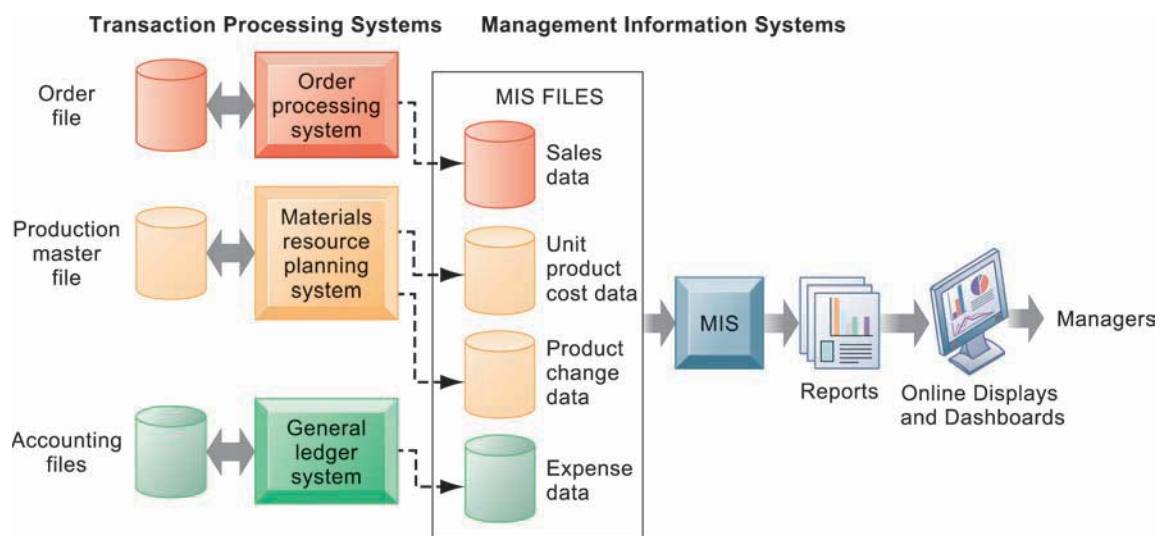 Transaction Processing Systems
Management Information Systems
Order
file
Order
processing
system
MIS FILES
Sales
data
Production
master
file
Materials
resource
planning
system
Unit
product
cost data
Product
change
data
MIS
Reports
Online Displays
and Dashboards
Managers
Accounting
files
General
ledger
system
Expense
data